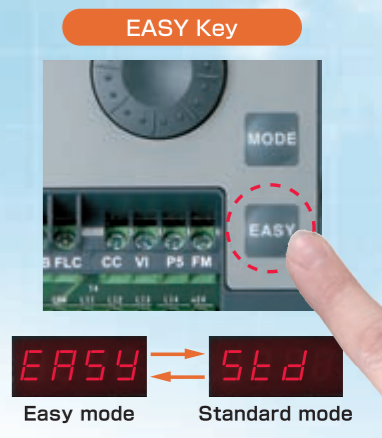 EASY Key
MODE
EASY
B FLC CC VI P5 FM
EASY Std
Easy mode Standard mode